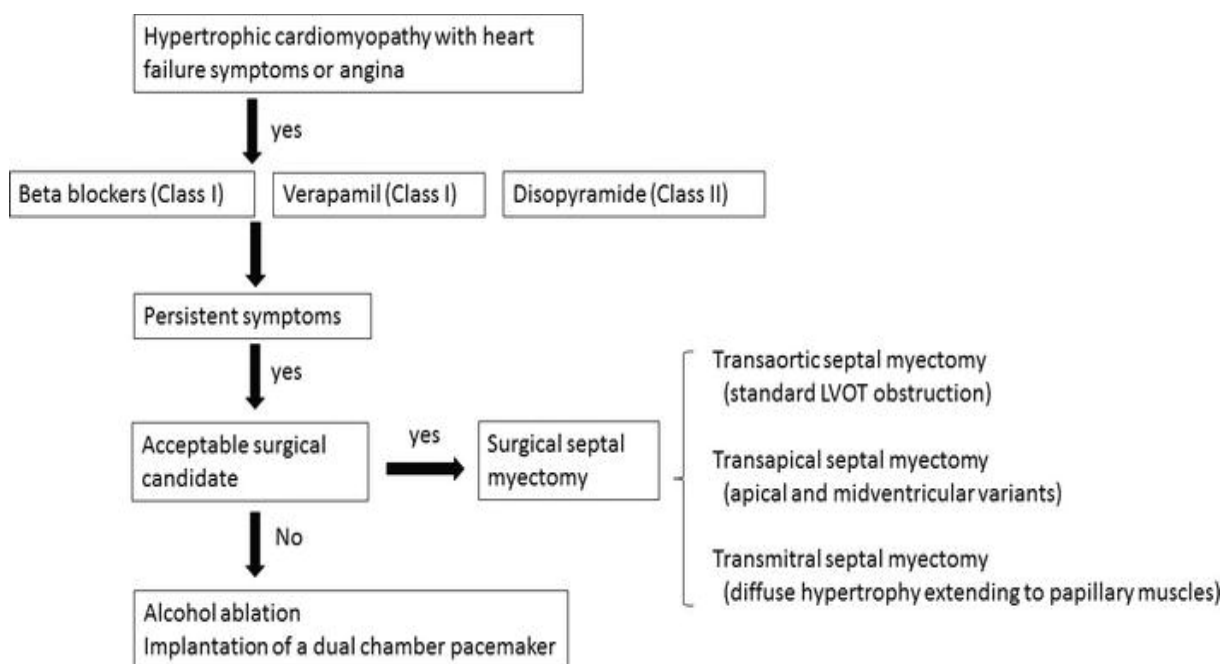 Hypertrophic cardiomyopathy with heart
failure symptoms or angina
yes
Beta blockers (Class I)
Verapamil (Class I)
Disopyramide (Class II)
Persistent symptoms
yes
Acceptable surgical
candidate
yes
Surgical septal
myectomy
Transaortic septal myectomy
(standard LVOT obstruction)
Transapical septal myectomy
(apical and midventricular variants)
Transmitral septal myectomy
(diffuse hypertrophy extending to papillary muscles)
No
Alcohol ablation
Implantation of a dual chamber pacemaker